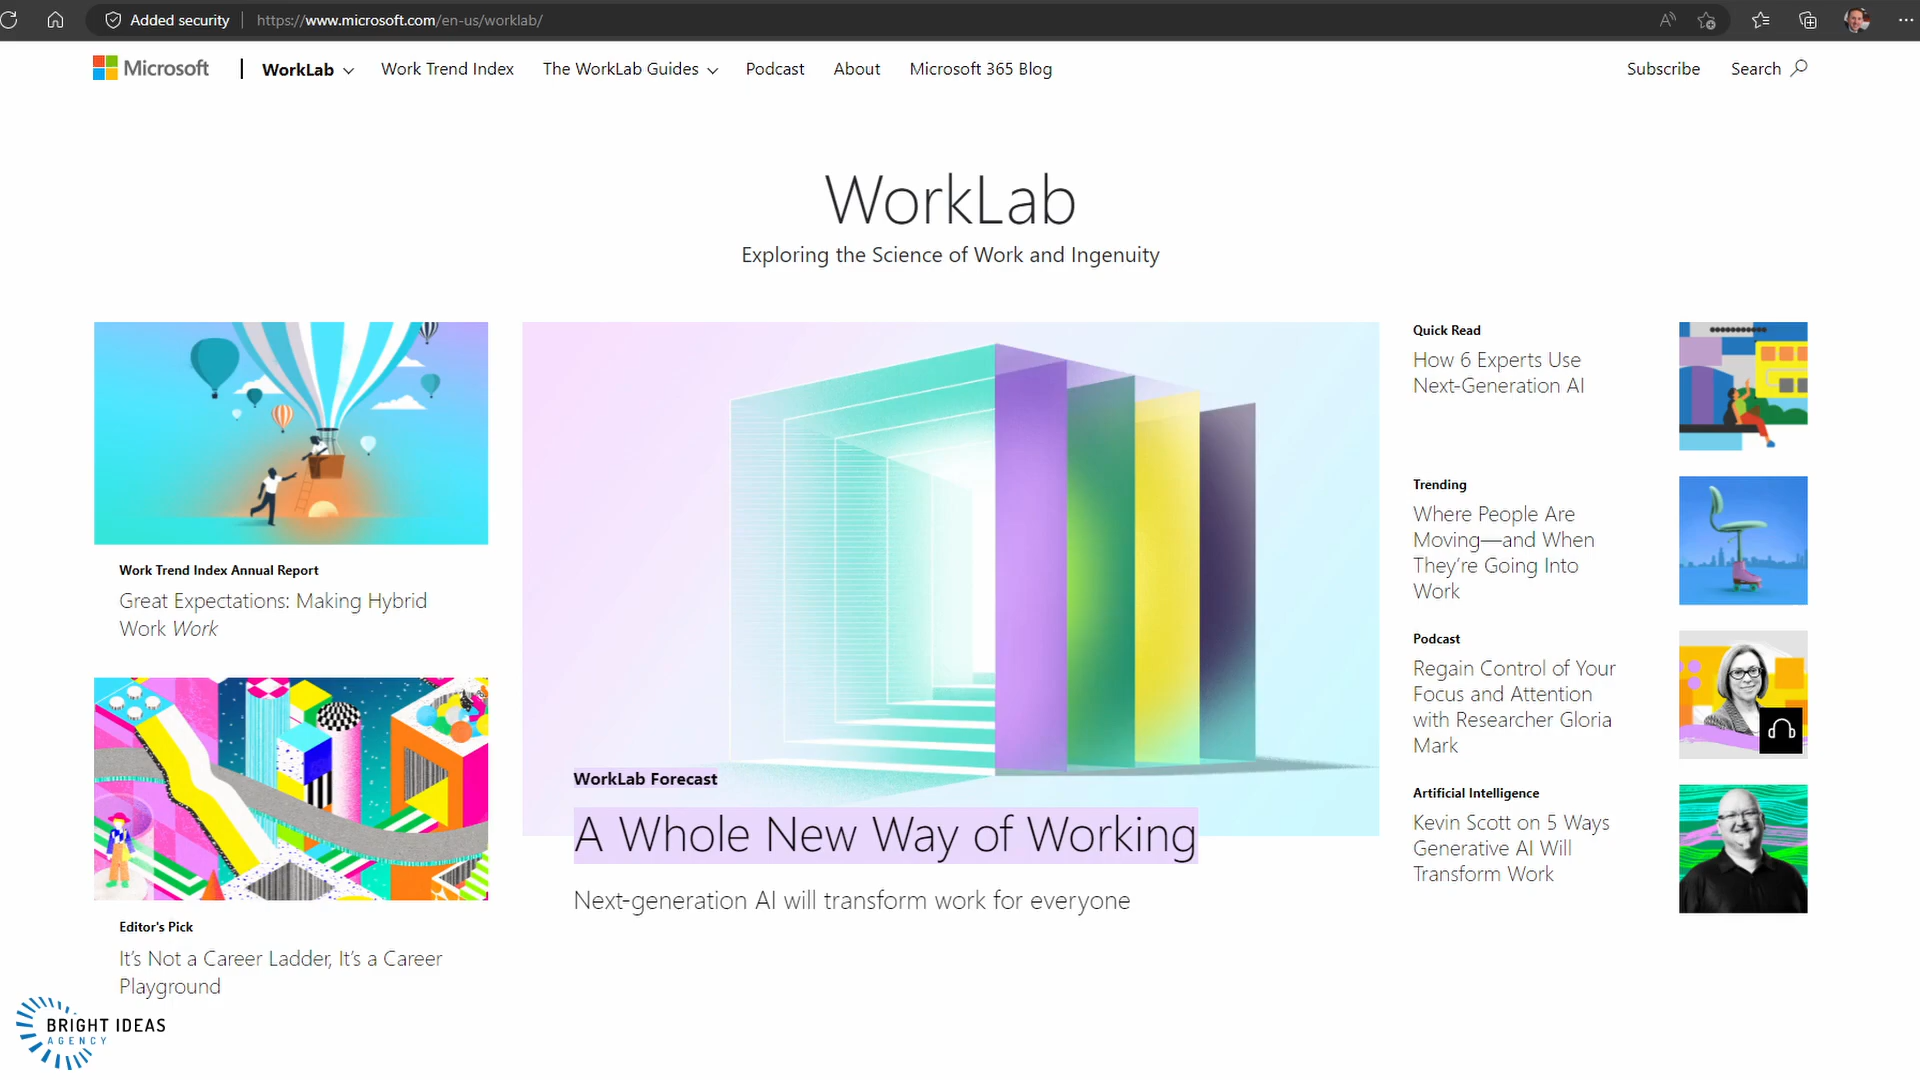 Added security
https://www.microsoft.com/en-us/worklab/
Microsoft
WorkLab
Work Trend Index
The WorkLab Guides
Podcast
About
Microsoft 365 Blog
Subscribe
Search
WorkLab
Exploring the Science of Work and Ingenuity
Work Trend Index Annual Report
Great Expectations: Making Hybrid
Work Work
Editor's Pick
It’s Not a Career Ladder, It’s a Career
Playground
WorkLab Forecast
A Whole New Way of Working
Next-generation AI will transform work for everyone
Quick Read
How 6 Experts Use
Next-Generation AI
Trending
Where People Are
Moving—and When
They’re Going Into
Work
Podcast
Regain Control of Your
Focus and Attention
with Researcher Gloria
Mark
Artificial Intelligence
Kevin Scott on 5 Ways
Generative AI Will
Transform Work
BRIGHT IDEAS
AGENCY